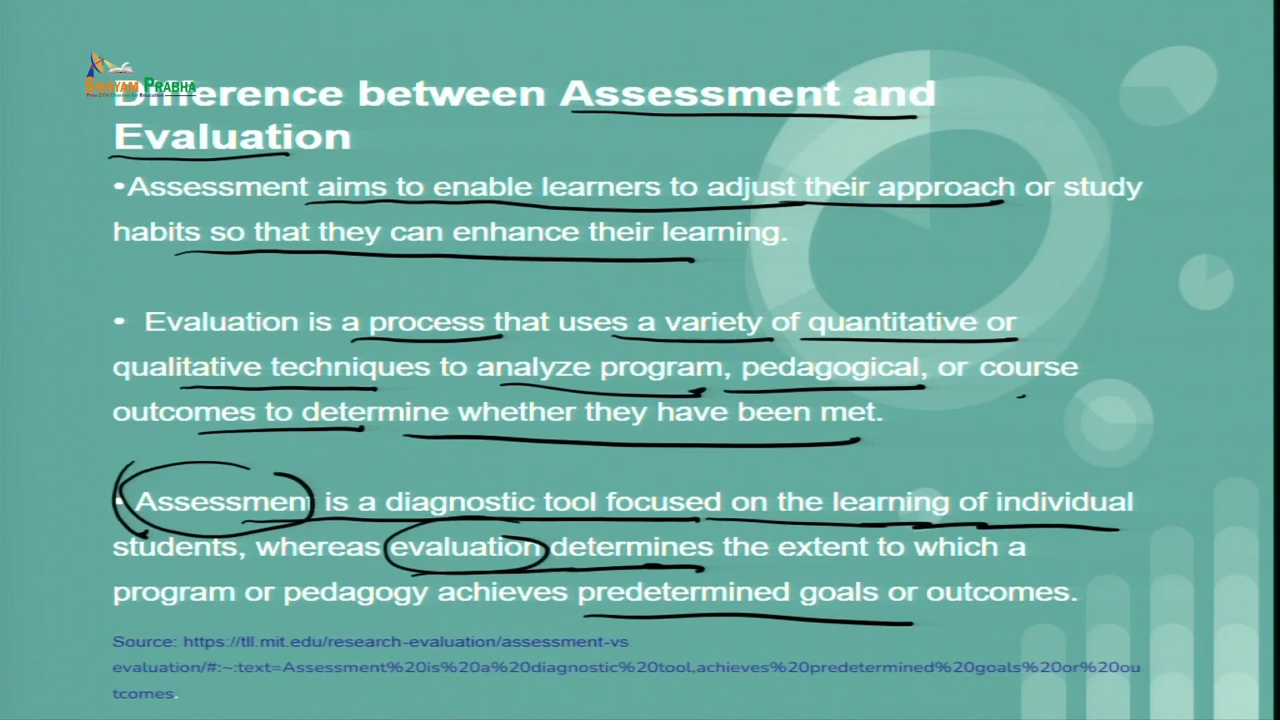 SWAYAM PRABHA
Difference between Assessment and
Evaluation
•Assessment aims to enable learners to adjust their approach or study
habits so that they can enhance their learning.
• Evaluation is a process that uses a variety of quantitative or
qualitative techniques to analyze program, pedagogical, or course
outcomes to determine whether they have been met.
• Assessment is a diagnostic tool focused on the learning of individual
students, whereas evaluation determines the extent to which a
program or pedagogy achieves predetermined goals or outcomes.
Source: https://tll.mit.edu/research-evaluation/assessment-vs
evaluation/#:~:text=Assessment%20is%20a%20diagnostic%20tool,achieves%20predetermined%20goals%20or%20ou
tcomes.